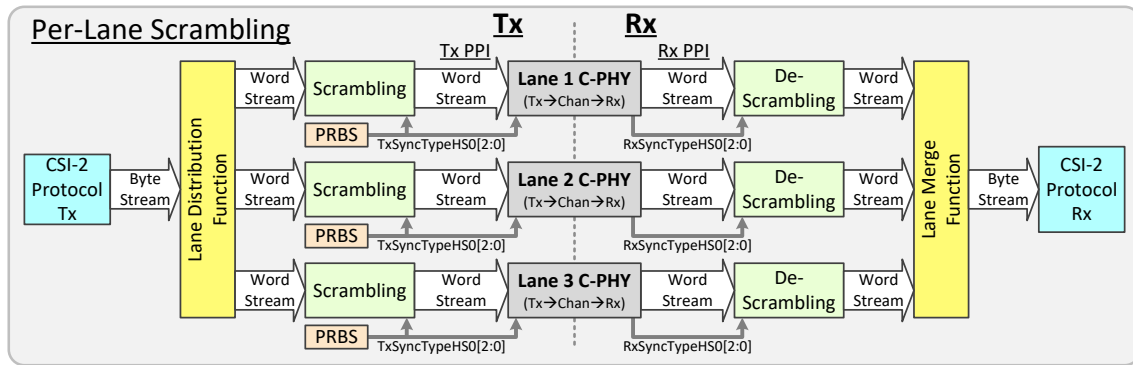 Per-Lane Scrambling
Tx
Rx
Tx PPI
Rx PPI
CSI-2
Protocol
Tx
Byte
Stream
Lane Distribution
Function
Word
Stream
Scrambling
Word
Stream
Lane 1 C-PHY
(Tx→Chan→Rx)
Word
Stream
De-
Scrambling
Word
Stream
PRBS
TxSyncTypeHS0[2:0]
RxSyncTypeHS0[2:0]
Word
Stream
Scrambling
Word
Stream
Lane 2 C-PHY
(Tx→Chan→Rx)
Word
Stream
De-
Scrambling
Word
Stream
PRBS
TxSyncTypeHS0[2:0]
RxSyncTypeHS0[2:0]
Word
Stream
Scrambling
Word
Stream
Lane 3 C-PHY
(Tx→Chan→Rx)
Word
Stream
De-
Scrambling
Word
Stream
PRBS
TxSyncTypeHS0[2:0]
RxSyncTypeHS0[2:0]
Lane Merge
Function
Byte
Stream
CSI-2
Protocol
Rx